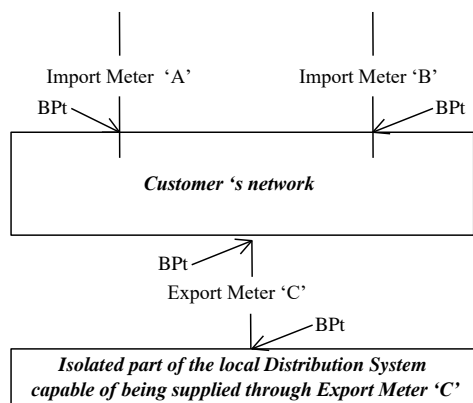 Import Meter ‘A’ Import Meter ‘B’
BPt BPt
Customer ‘s network
BPt
Export Meter ‘C’
BPt
Isolated part of the local Distribution System
capable of being supplied through Export Meter ‘C’